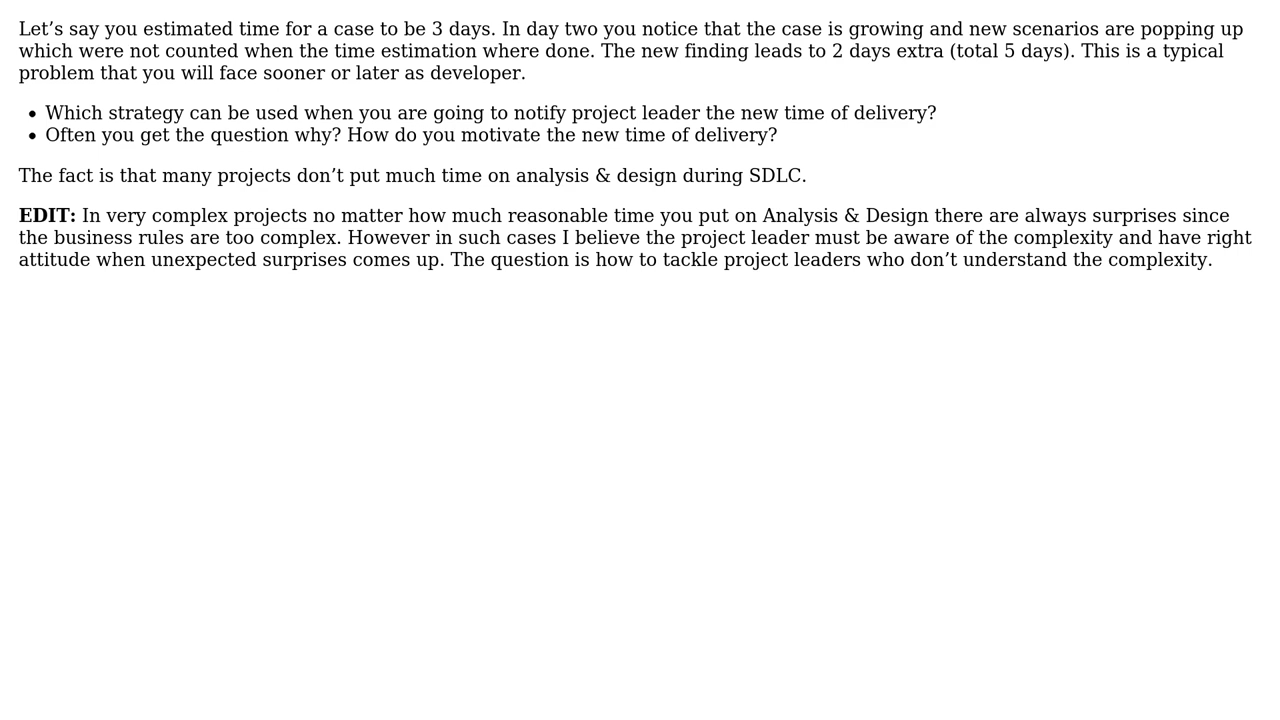 Let’s say you estimated time for a case to be 3 days. In day two you notice that the case is growing and new scenarios are popping up
which were not counted when the time estimation where done. The new finding leads to 2 days extra (total 5 days). This is a typical
problem that you will face sooner or later as developer.
• Which strategy can be used when you are going to notify project leader the new time of delivery?
• Often you get the question why? How do you motivate the new time of delivery?
The fact is that many projects don’t put much time on analysis & design during SDLC.
EDIT: In very complex projects no matter how much reasonable time you put on Analysis & Design there are always surprises since
the business rules are too complex. However in such cases I believe the project leader must be aware of the complexity and have right
attitude when unexpected surprises comes up. The question is how to tackle project leaders who don’t understand the complexity.